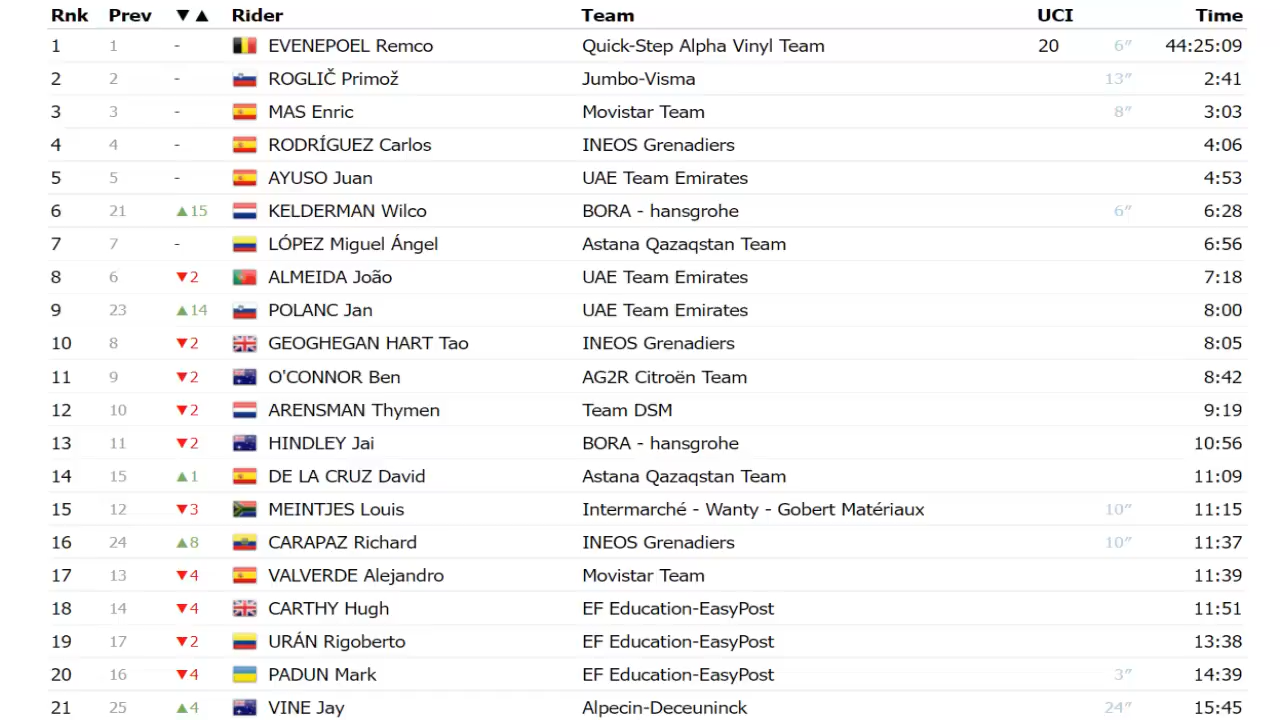 Rnk Prev ▼▲ Rider Team UCI Time
1 1 - EVENEPOEL Remco Quick-Step Alpha Vinyl Team 20 6″ 44:25:09
2 2 - ROGLIČ Primož Jumbo-Visma 13″ 2:41
3 3 - MAS Enric Movistar Team 8″ 3:03
4 4 - RODRÍGUEZ Carlos INEOS Grenadiers 4:06
5 5 - AYUSO Juan UAE Team Emirates 4:53
6 21 ▲15 KELDERMAN Wilco BORA - hansgrohe 6″ 6:28
7 7 - LÓPEZ Miguel Ángel Astana Qazaqstan Team 6:56
8 6 ▼2 ALMEIDA João UAE Team Emirates 7:18
9 23 ▲14 POLANC Jan UAE Team Emirates 8:00
10 8 ▼2 GEOGHEGAN HART Tao INEOS Grenadiers 8:05
11 9 ▼2 O'CONNOR Ben AG2R Citroën Team 8:42
12 10 ▼2 ARENSMAN Thymen Team DSM 9:19
13 11 ▼2 HINDLEY Jai BORA - hansgrohe 10:56
14 15 ▲1 DE LA CRUZ David Astana Qazaqstan Team 11:09
15 12 ▼3 MEINTJES Louis Intermarché - Wanty - Gobert Matériaux 10″ 11:15
16 24 ▲8 CARAPAZ Richard INEOS Grenadiers 10″ 11:37
17 13 ▼4 VALVERDE Alejandro Movistar Team 11:39
18 14 ▼4 CARTHY Hugh EF Education-EasyPost 11:51
19 17 ▼2 URÁN Rigoberto EF Education-EasyPost 13:38
20 16 ▼4 PADUN Mark EF Education-EasyPost 3″ 14:39
21 25 ▲4 VINE Jay Alpecin-Deceuninck 24″ 15:45